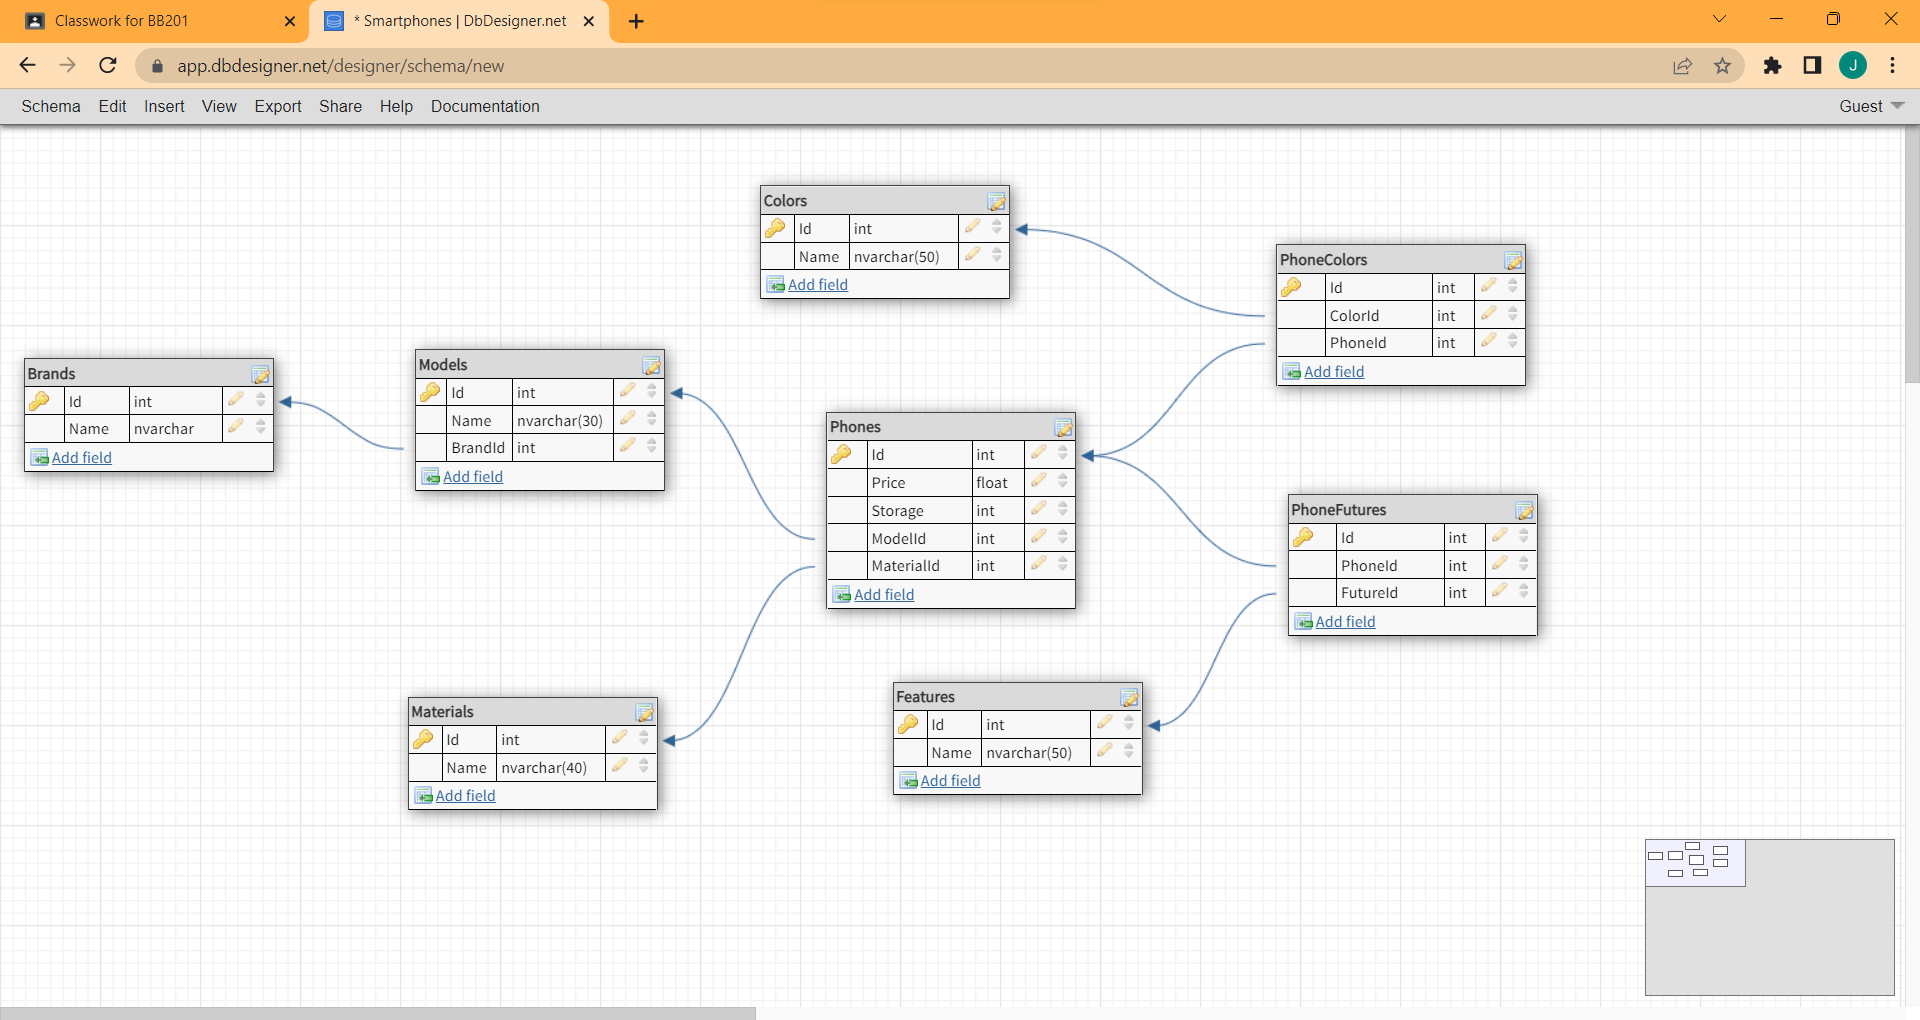 Classwork for BB201
* Smartphones | DbDesigner.net
app.dbdesigner.net/designer/schema/new
J
Schema Edit Insert View Export Share Help Documentation
Guest
Colors
Id int
Name nvarchar(50)
Add field
PhoneColors
Id int
ColorId int
PhoneId int
Add field
Brands
Id int
Name nvarchar
Add field
Models
Id int
Name nvarchar(30)
BrandId int
Add field
Phones
Id int
Price float
Storage int
ModelId int
MaterialId int
Add field
PhoneFutures
Id int
PhoneId int
FutureId int
Add field
Materials
Id int
Name nvarchar(40)
Add field
Features
Id int
Name nvarchar(50)
Add field